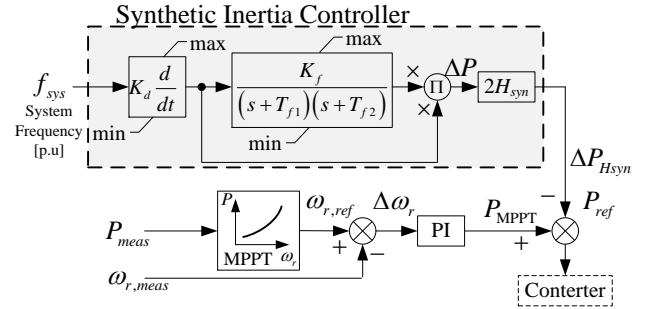 Synthetic Inertia Controller
max
max
f_sys
System
Frequency
[p.u]
K_d d/dt
min
K_f
(s+T_f1)(s+T_f2)
min
×
×
Π
ΔP
2H_syn
ΔP_Hsyn
P_meas
P
ω_r
MPPT
ω_r,ref
+
−
Δω_r
PI
P_MPPT
+
−
P_ref
ω_r,meas
Conterter